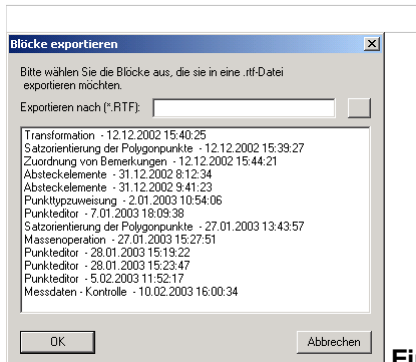 Blöcke exportieren
Bitte wählen Sie die Blöcke aus, die sie in eine .rtf-Datei
exportieren möchten.
Exportieren nach (*.RTF):
Transformation - 12.12.2002 15:40:25
Satzorientierung der Polygonpunkte - 12.12.2002 15:39:27
Zuordnung von Bemerkungen - 12.12.2002 15:44:21
Absteckelemente - 31.12.2002 8:12:34
Absteckelemente - 31.12.2002 9:41:23
Punkttypzuweisung - 2.01.2003 10:54:06
Punkteditor - 7.01.2003 18:09:38
Satzorientierung der Polygonpunkte - 27.01.2003 13:43:57
Massenoperation - 27.01.2003 15:27:51
Punkteditor - 28.01.2003 15:19:22
Punkteditor - 28.01.2003 15:23:47
Punkteditor - 5.02.2003 11:52:17
Messdaten - Kontrolle - 10.02.2003 16:00:34
OK Abbrechen